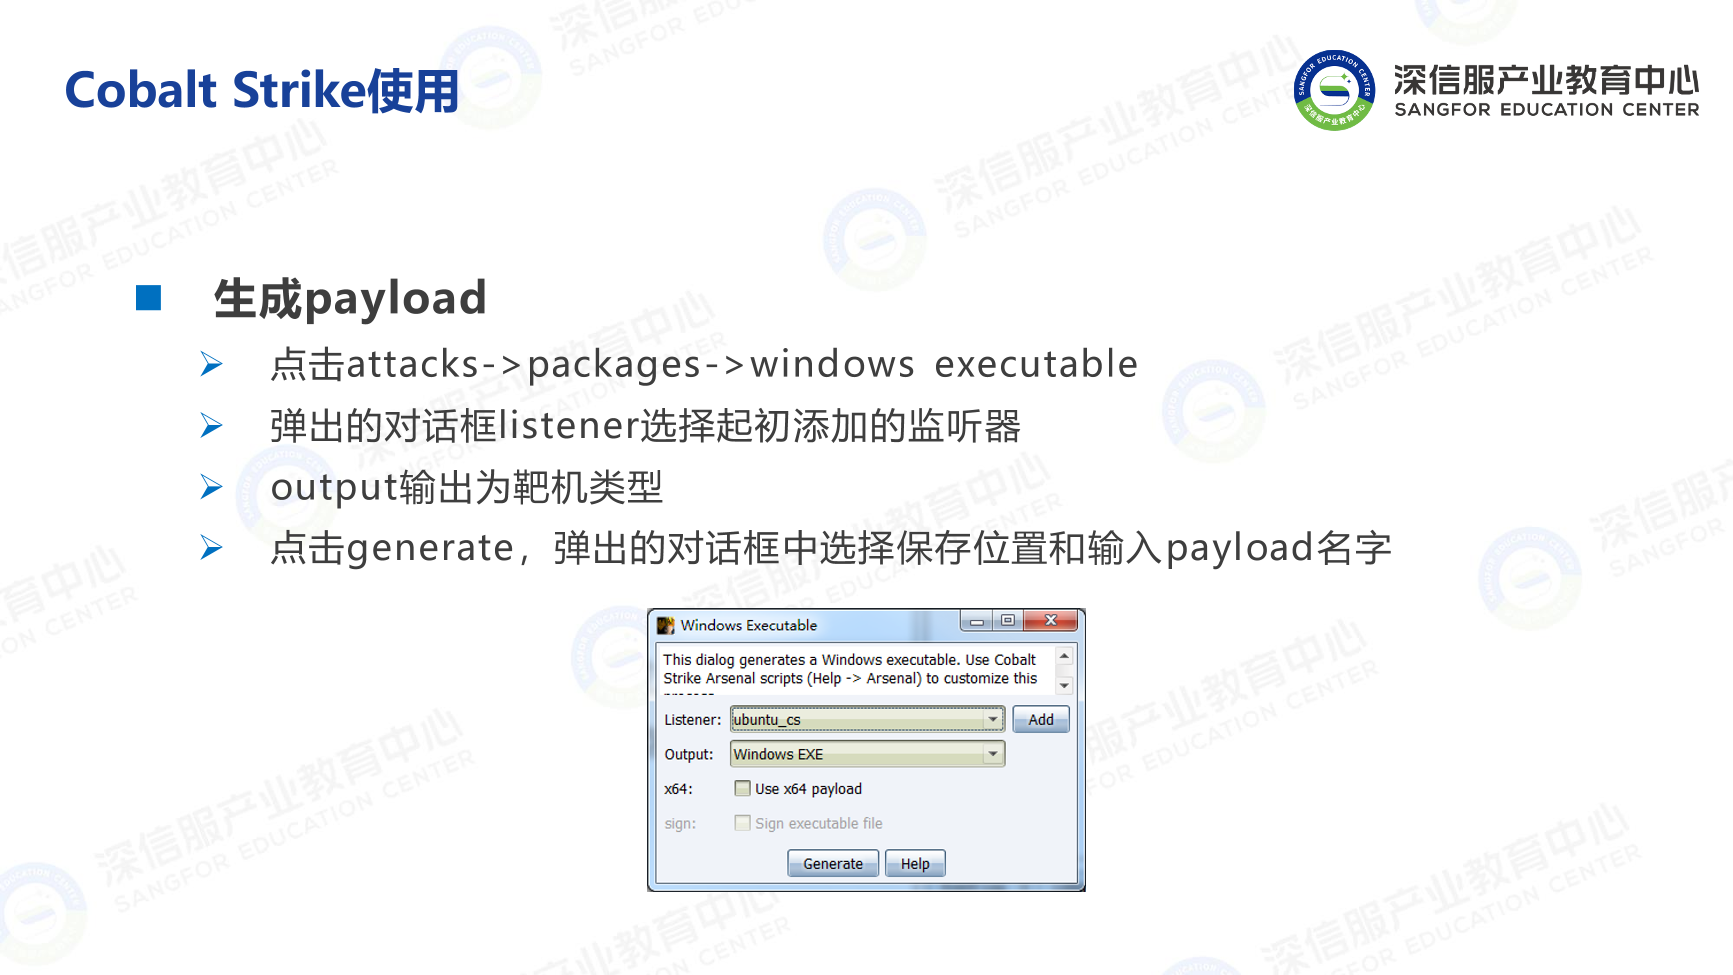 Cobalt Strike使用
深信服产业教育中心
SANGFOR EDUCATION CENTER
生成payload
点击attacks->packages->windows executable
弹出的对话框listener选择起初添加的监听器
output输出为靶机类型
点击generate，弹出的对话框中选择保存位置和输入payload名字
Windows Executable
This dialog generates a Windows executable. Use Cobalt
Strike Arsenal scripts (Help -> Arsenal) to customize this
Listener: ubuntu_cs Add
Output: Windows EXE
x64: Use x64 payload
sign: Sign executable file
Generate Help